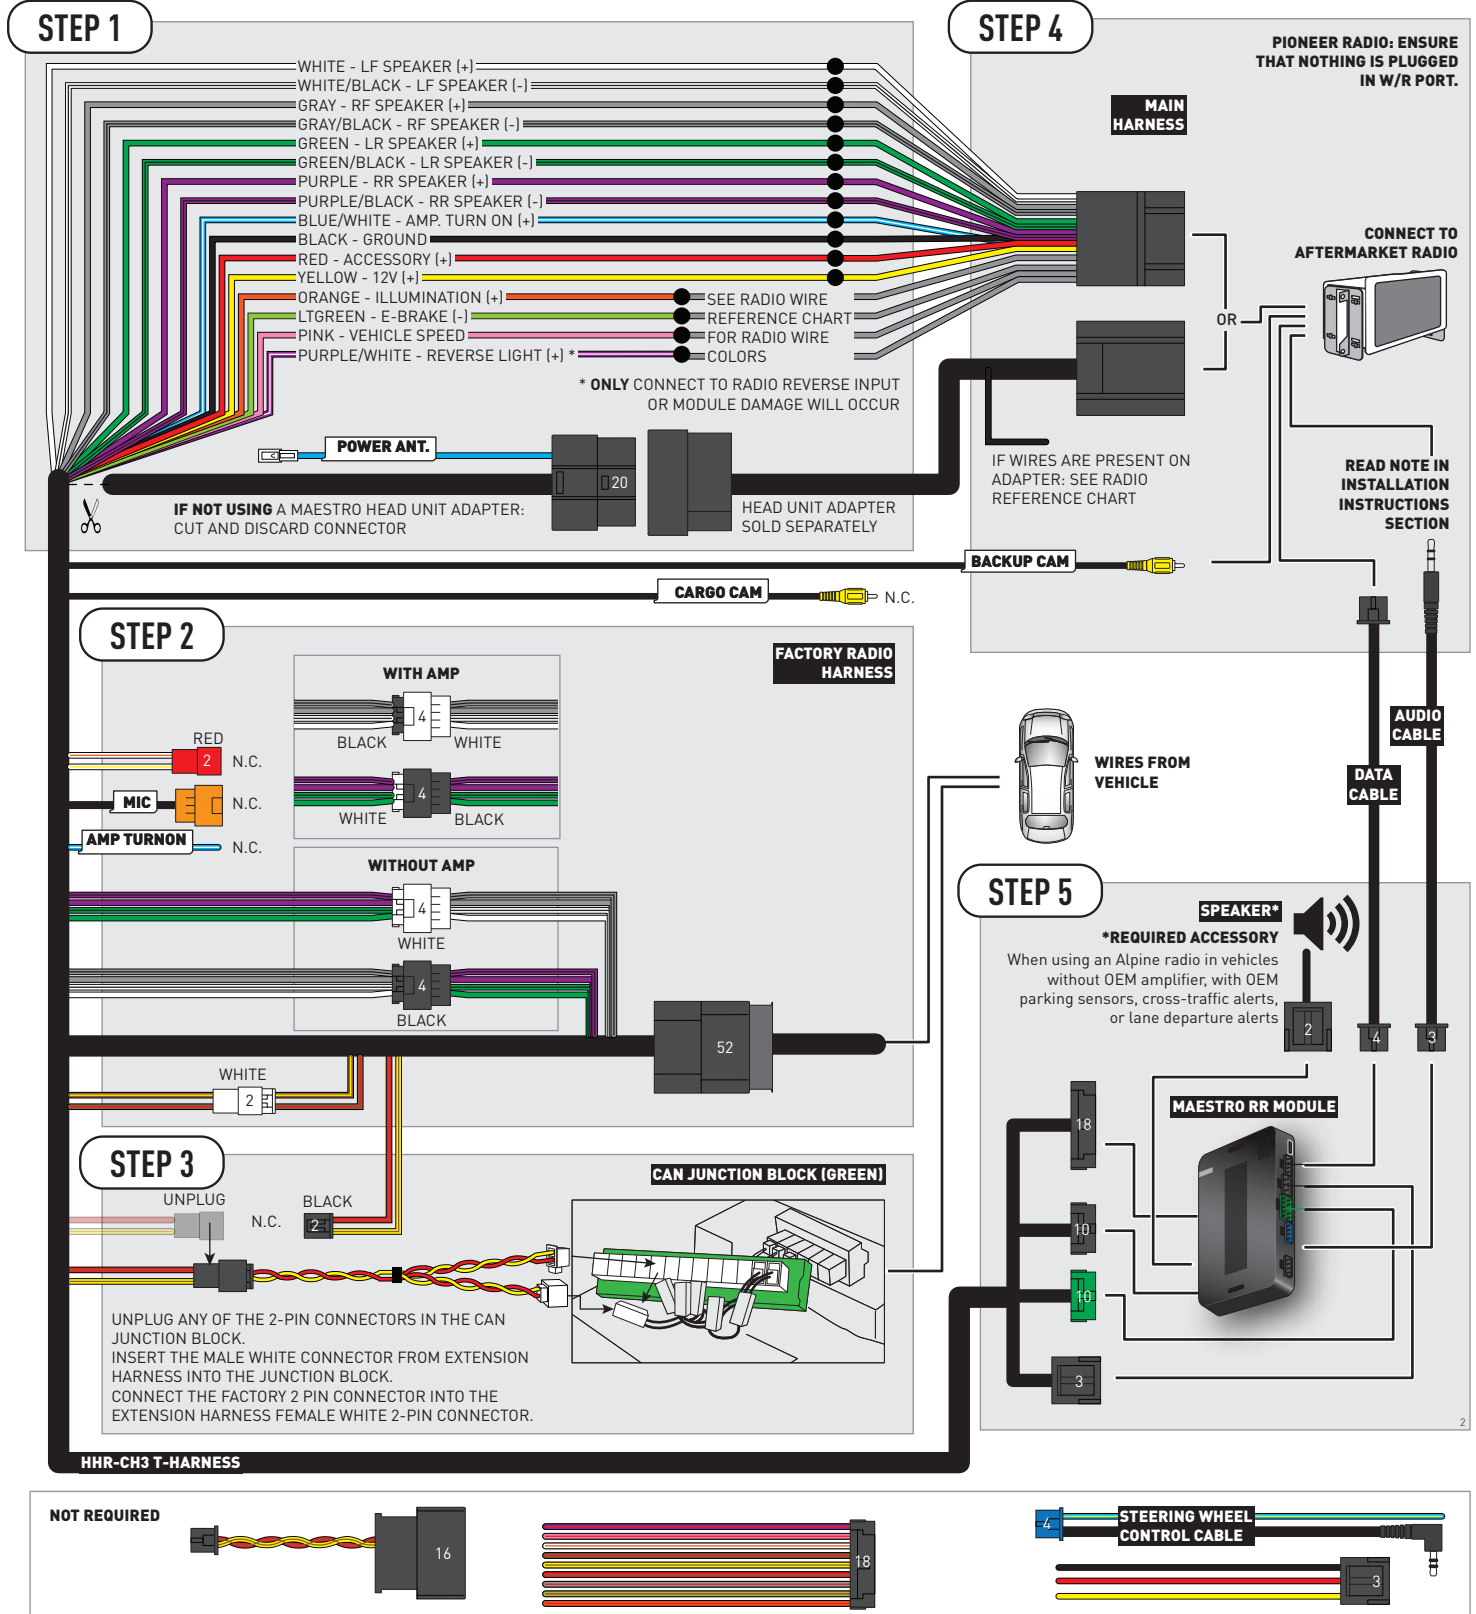 STEP 1
WHITE - LF SPEAKER (+)
WHITE/BLACK - LF SPEAKER (-)
GRAY - RF SPEAKER (+)
GRAY/BLACK - RF SPEAKER (-)
GREEN - LR SPEAKER (+)
GREEN/BLACK - LR SPEAKER (-)
PURPLE - RR SPEAKER (+)
PURPLE/BLACK - RR SPEAKER (-)
BLUE/WHITE - AMP. TURN ON (+)
BLACK - GROUND
RED - ACCESSORY (+)
YELLOW - 12V (+)
ORANGE - ILLUMINATION (+)
LTGREEN - E-BRAKE (-)
PINK - VEHICLE SPEED
PURPLE/WHITE - REVERSE LIGHT (+) *
SEE RADIO WIRE
REFERENCE CHART
FOR RADIO WIRE
COLORS
* ONLY CONNECT TO RADIO REVERSE INPUT
OR MODULE DAMAGE WILL OCCUR
POWER ANT.
20
IF NOT USING A MAESTRO HEAD UNIT ADAPTER:
CUT AND DISCARD CONNECTOR
HEAD UNIT ADAPTER
SOLD SEPARATELY
STEP 4
PIONEER RADIO: ENSURE
THAT NOTHING IS PLUGGED
IN W/R PORT.
MAIN
HARNESS
CONNECT TO
AFTERMARKET RADIO
OR
IF WIRES ARE PRESENT ON
ADAPTER: SEE RADIO
REFERENCE CHART
READ NOTE IN
INSTALLATION
INSTRUCTIONS
SECTION
BACKUP CAM
CARGO CAM
N.C.
STEP 2
FACTORY RADIO
HARNESS
WITH AMP
4
BLACK
WHITE
4
WHITE
BLACK
RED
2
N.C.
MIC
N.C.
AMP TURNON
N.C.
WITHOUT AMP
4
WHITE
4
BLACK
52
WHITE
2
WIRES FROM
VEHICLE
AUDIO
CABLE
DATA
CABLE
STEP 3
CAN JUNCTION BLOCK (GREEN)
UNPLUG
N.C.
BLACK
2
UNPLUG ANY OF THE 2-PIN CONNECTORS IN THE CAN
JUNCTION BLOCK.
INSERT THE MALE WHITE CONNECTOR FROM EXTENSION
HARNESS INTO THE JUNCTION BLOCK.
CONNECT THE FACTORY 2 PIN CONNECTOR INTO THE
EXTENSION HARNESS FEMALE WHITE 2-PIN CONNECTOR.
HHR-CH3 T-HARNESS
STEP 5
SPEAKER*
*REQUIRED ACCESSORY
When using an Alpine radio in vehicles
without OEM amplifier, with OEM
parking sensors, cross-traffic alerts,
or lane departure alerts
2
4
3
MAESTRO RR MODULE
18
10
10
3
2
NOT REQUIRED
16
18
4
STEERING WHEEL
CONTROL CABLE
3